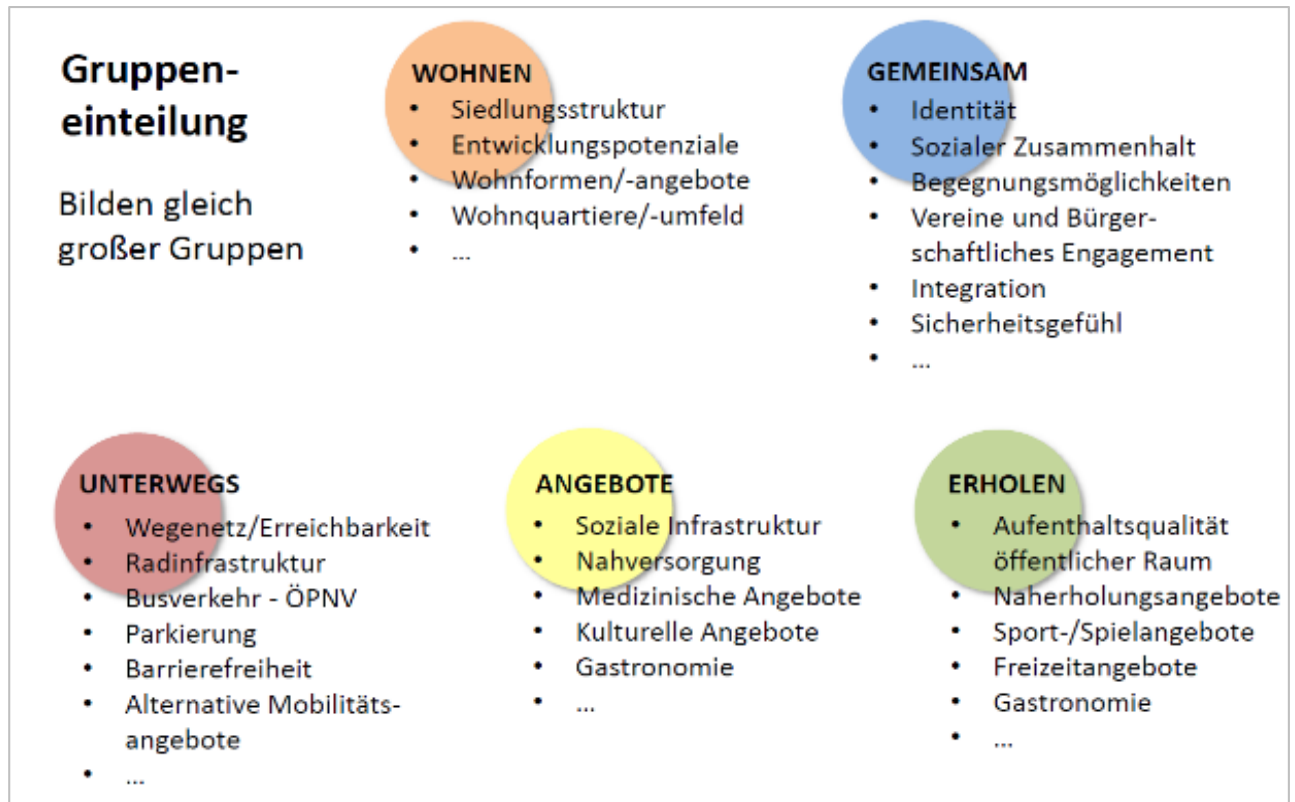 Gruppen-
einteilung
Bilden gleich
großer Gruppen
WOHNEN
• Siedlungsstruktur
• Entwicklungspotenziale
• Wohnformen/-angebote
• Wohnquartiere/-umfeld
• ...
GEMEINSAM
• Identität
• Sozialer Zusammenhalt
• Begegnungsmöglichkeiten
• Vereine und Bürger-
schaftliches Engagement
• Integration
• Sicherheitsgefühl
• ...
UNTERWEGS
• Wegenetz/Erreichbarkeit
• Radinfrastruktur
• Busverkehr - ÖPNV
• Parkierung
• Barrierefreiheit
• Alternative Mobilitäts-
angebote
• ...
ANGEBOTE
• Soziale Infrastruktur
• Nahversorgung
• Medizinische Angebote
• Kulturelle Angebote
• Gastronomie
• ...
ERHOLEN
• Aufenthaltsqualität
öffentlicher Raum
• Naherholungsangebote
• Sport-/Spielangebote
• Freizeitangebote
• Gastronomie
• ...